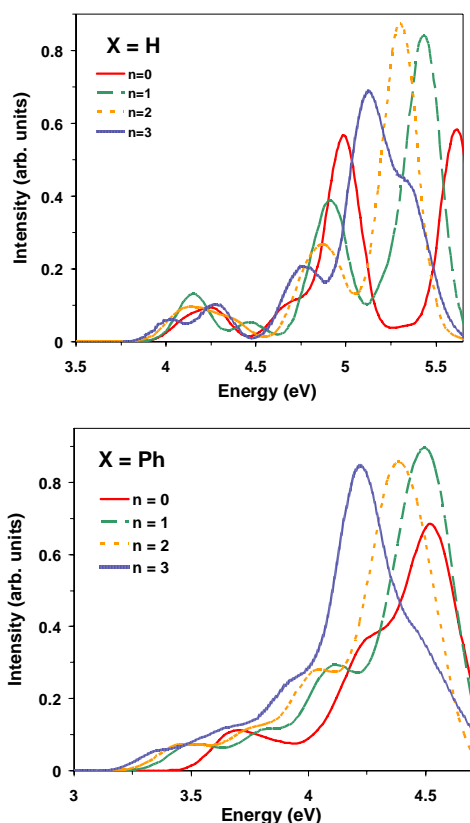 0.8
X = H
n=0
n=1
n=2
n=3
0.6
0.4
0.2
0
Intensity (arb. units)
3.5 4 4.5 5 5.5
Energy (eV)
X = Ph
n = 0
n = 1
n = 2
n = 3
0.8
0.6
0.4
0.2
0
Intensity (arb. units)
3 3.5 4 4.5
Energy (eV)